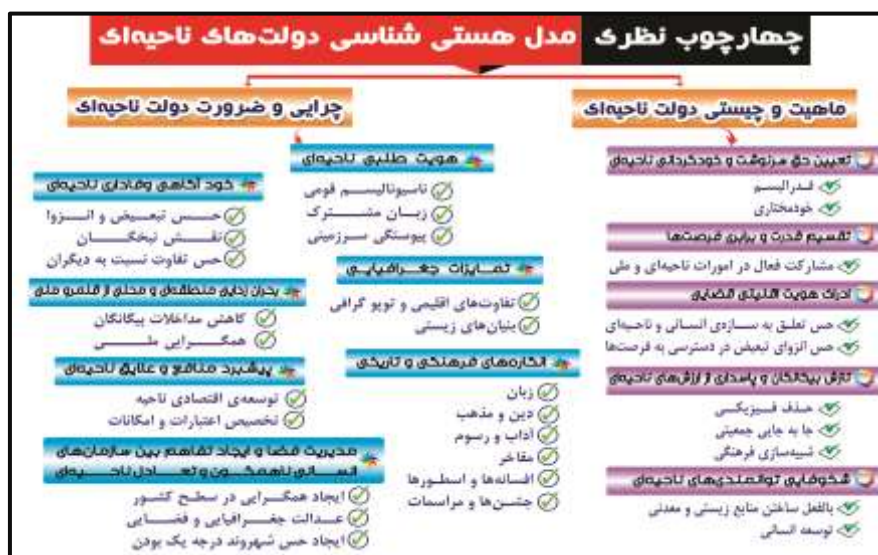 چهارچوب نظری مدل هستی شناسی دولت‌های ناحیه‌ای
ماهیت و چیستی دولت ناحیه‌ای
تعیین حق سرنوشت و خودگردانی ناحیه‌ای
فدرالیسم
خودمختاری
تقسیم قدرت و برابری فرصت‌ها
مشارکت فعال در امورات ناحیه‌ای و ملی
ادراک هویت اقلیتی فضایی
حس تعلق به سازه‌ی انسانی و ناحیه‌ای
حس انزوای تبعیض در دسترسی به فرصت‌ها
تارش بیگانگان و پاسداری از ارزش‌های ناحیه‌ای
حذف فیزیکی
جا به جایی جمعیتی
شبیه‌سازی فرهنگی
شکوفایی توانمندی‌های ناحیه‌ای
بالفعل ساختن منابع زیستی و معدنی
توسعه انسانی
چرایی و ضرورت دولت ناحیه‌ای
هویت طلبی ناحیه‌ای
ناسیونالیسم قومی
زبان مشترک
پیوستگی سرزمینی
تمایزات جغرافیایی
تفاوت‌های اقلیمی و توپو گرافی
بنیان‌های زیستی
انگاره‌های فرهنگی و تاریخی
زبان
دین و مذهب
آداب و رسوم
مفاخر
افسانه‌ها و اسطوره‌ها
جشن‌ها و مراسمات
خود آگاهی وفاداری ناحیه‌ای
حس تبعیض و انزوا
نقش نخبگان
حس تفاوت نسبت به دیگران
بحران زدایی منطقه‌ای و محلی از قلمرو ملی
کاهش مداخلات بیگانگان
همگرایی ملی
پیشبرد منافع و علایق ناحیه‌ای
توسعه‌ی اقتصادی ناحیه
تخصیص اعتبارات و امکانات
مدیریت فضا و ایجاد تفاهم بین سازمان‌های
انسانی ناهمگون و تعادل ناحیه‌ای
ایجاد همگرایی در سطح کشور
عدالت جغرافیایی و فضایی
ایجاد حس شهروند درجه یک بودن